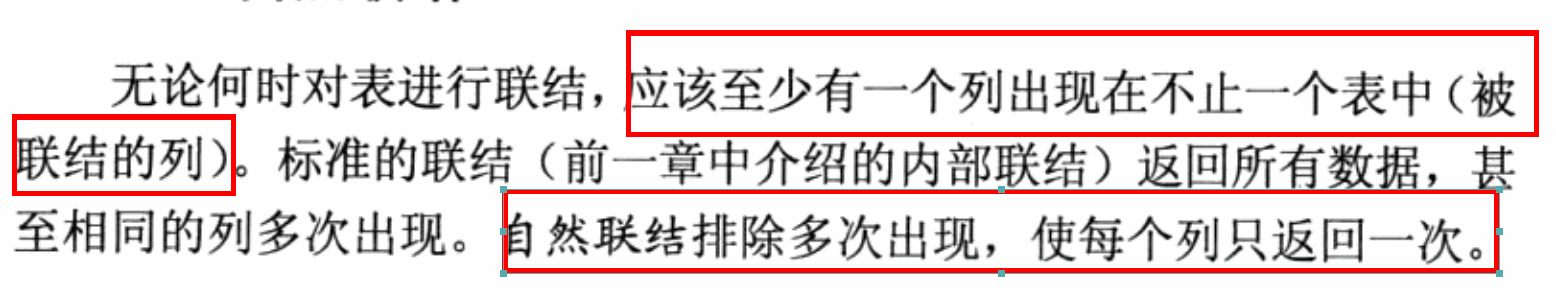 无论何时对表进行联结，应该至少有一个列出现在不止一个表中（被
联结的列）。标准的联结（前一章中介绍的内部联结）返回所有数据，甚
至相同的列多次出现。自然联结排除多次出现，使每个列只返回一次。